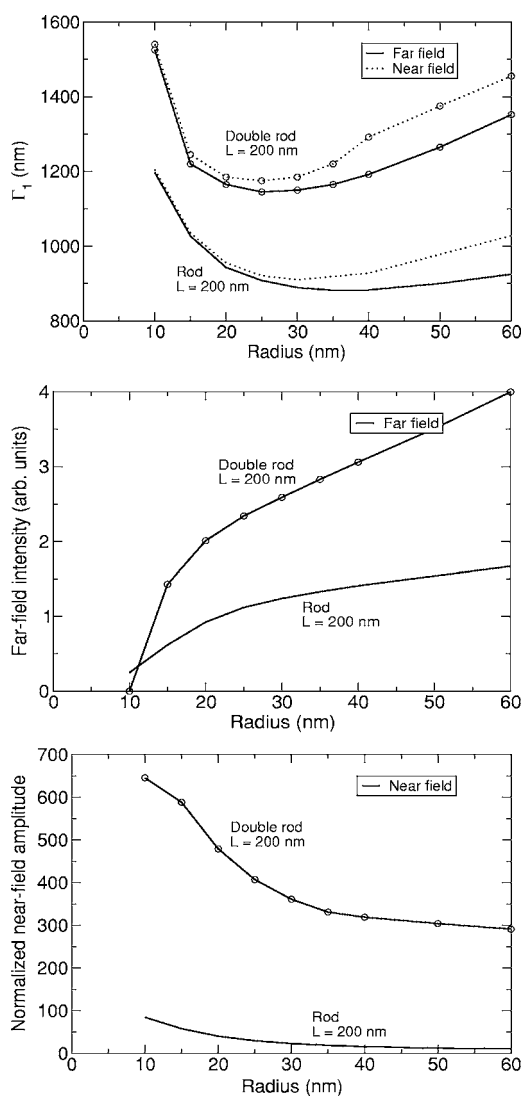 1600
1400
1200
1000
800
Γ1 (nm)
Far field
Near field
Double rod
L = 200 nm
Rod
L = 200 nm
0 10 20 30 40 50 60
Radius (nm)
4
3
2
1
0
Far-field intensity (arb. units)
Far field
Double rod
L = 200 nm
Rod
L = 200 nm
0 10 20 30 40 50 60
Radius (nm)
700
600
500
400
300
200
100
0
Normalized near-field amplitude
Near field
Double rod
L = 200 nm
Rod
L = 200 nm
0 10 20 30 40 50 60
Radius (nm)